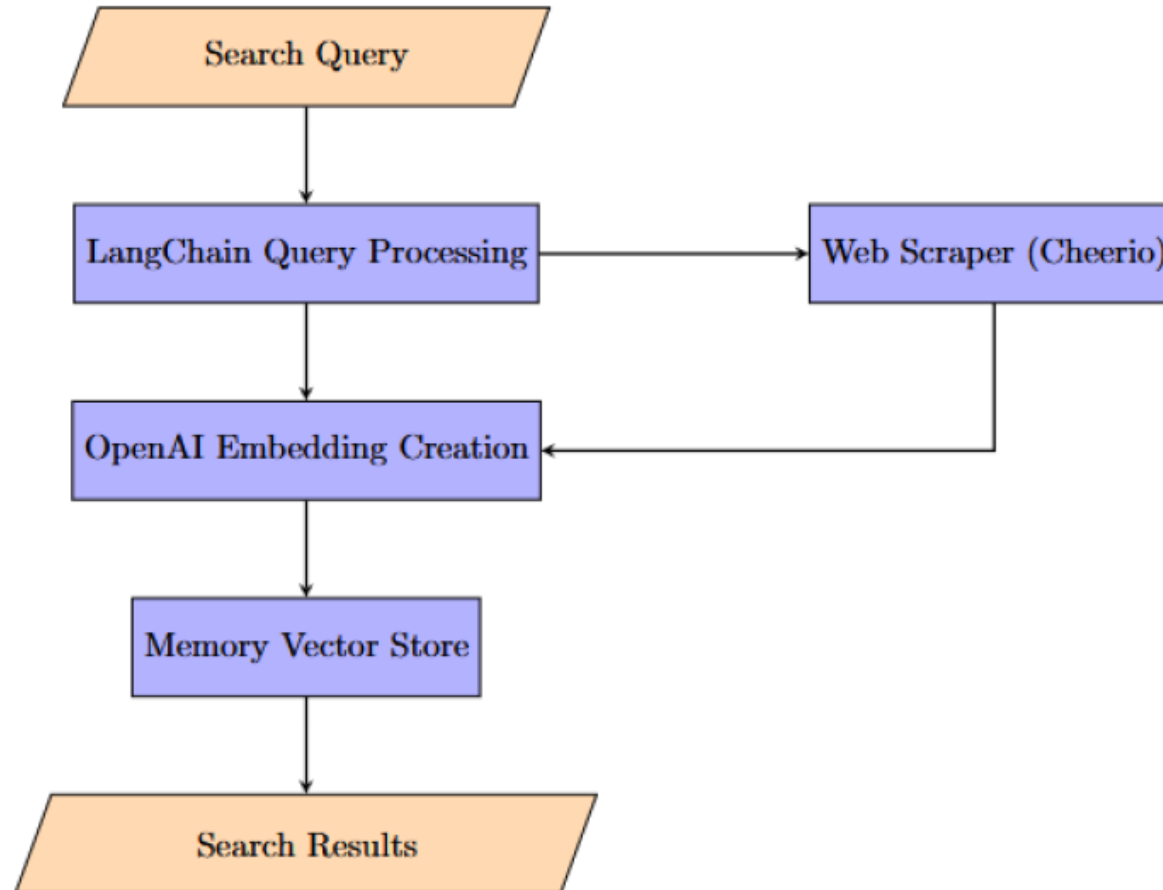 Search Query
LangChain Query Processing
Web Scraper (Cheerio)
OpenAI Embedding Creation
Memory Vector Store
Search Results